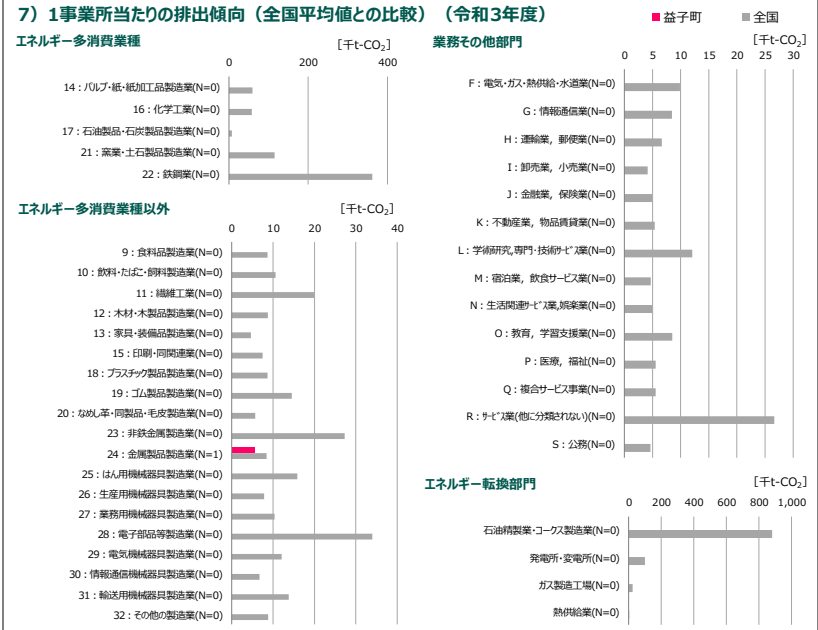 7）1事業所当たりの排出傾向（全国平均値との比較）（令和3年度）
■益子町 ■全国
エネルギー多消費業種
[千t-CO₂]
0 200 400
14：パルプ・紙・紙加工品製造業(N=0)
16：化学工業(N=0)
17：石油製品・石炭製品製造業(N=0)
21：窯業・土石製品製造業(N=0)
22：鉄鋼業(N=0)
エネルギー多消費業種以外
[千t-CO₂]
0 10 20 30 40
9：食料品製造業(N=0)
10：飲料・たばこ・飼料製造業(N=0)
11：繊維工業(N=0)
12：木材・木製品製造業(N=0)
13：家具・装備品製造業(N=0)
15：印刷・同関連業(N=0)
18：プラスチック製品製造業(N=0)
19：ゴム製品製造業(N=0)
20：なめし革・同製品・毛皮製造業(N=0)
23：非鉄金属製造業(N=0)
24：金属製品製造業(N=1)
25：はん用機械器具製造業(N=0)
26：生産用機械器具製造業(N=0)
27：業務用機械器具製造業(N=0)
28：電子部品等製造業(N=0)
29：電気機械器具製造業(N=0)
30：情報通信機械器具製造業(N=0)
31：輸送用機械器具製造業(N=0)
32：その他の製造業(N=0)
業務その他部門
[千t-CO₂]
0 5 10 15 20 25 30
F：電気・ガス・熱供給・水道業(N=0)
G：情報通信業(N=0)
H：運輸業，郵便業(N=0)
I：卸売業，小売業(N=0)
J：金融業，保険業(N=0)
K：不動産業，物品賃貸業(N=0)
L：学術研究,専門・技術サービス業(N=0)
M：宿泊業，飲食サービス業(N=0)
N：生活関連サービス業,娯楽業(N=0)
O：教育，学習支援業(N=0)
P：医療，福祉(N=0)
Q：複合サービス事業(N=0)
R：サービス業(他に分類されない)(N=0)
S：公務(N=0)
エネルギー転換部門
[千t-CO₂]
0 200 400 600 800 1,000
石油精製業・コークス製造業(N=0)
発電所・変電所(N=0)
ガス製造工場(N=0)
熱供給業(N=0)